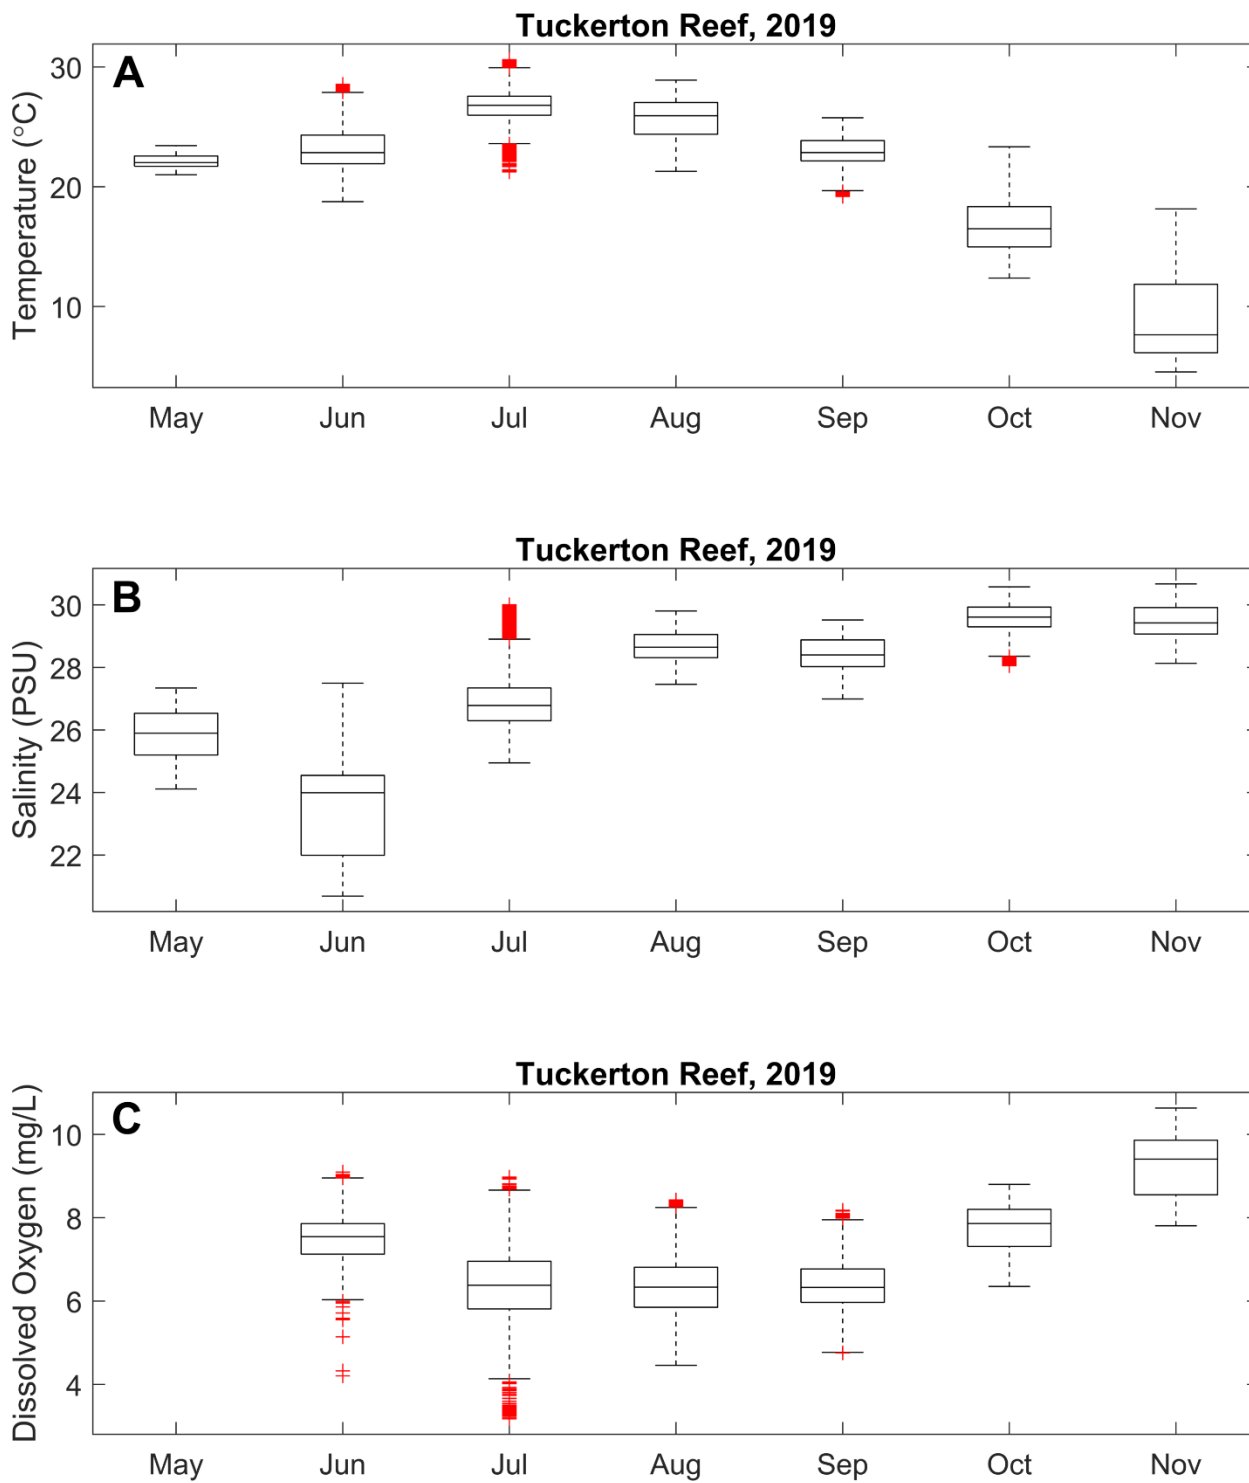 Tuckerton Reef, 2019
A
Temperature (°C)
30
20
10
May Jun Jul Aug Sep Oct Nov
Tuckerton Reef, 2019
B
Salinity (PSU)
30
28
26
24
22
May Jun Jul Aug Sep Oct Nov
Tuckerton Reef, 2019
C
Dissolved Oxygen (mg/L)
10
8
6
4
May Jun Jul Aug Sep Oct Nov